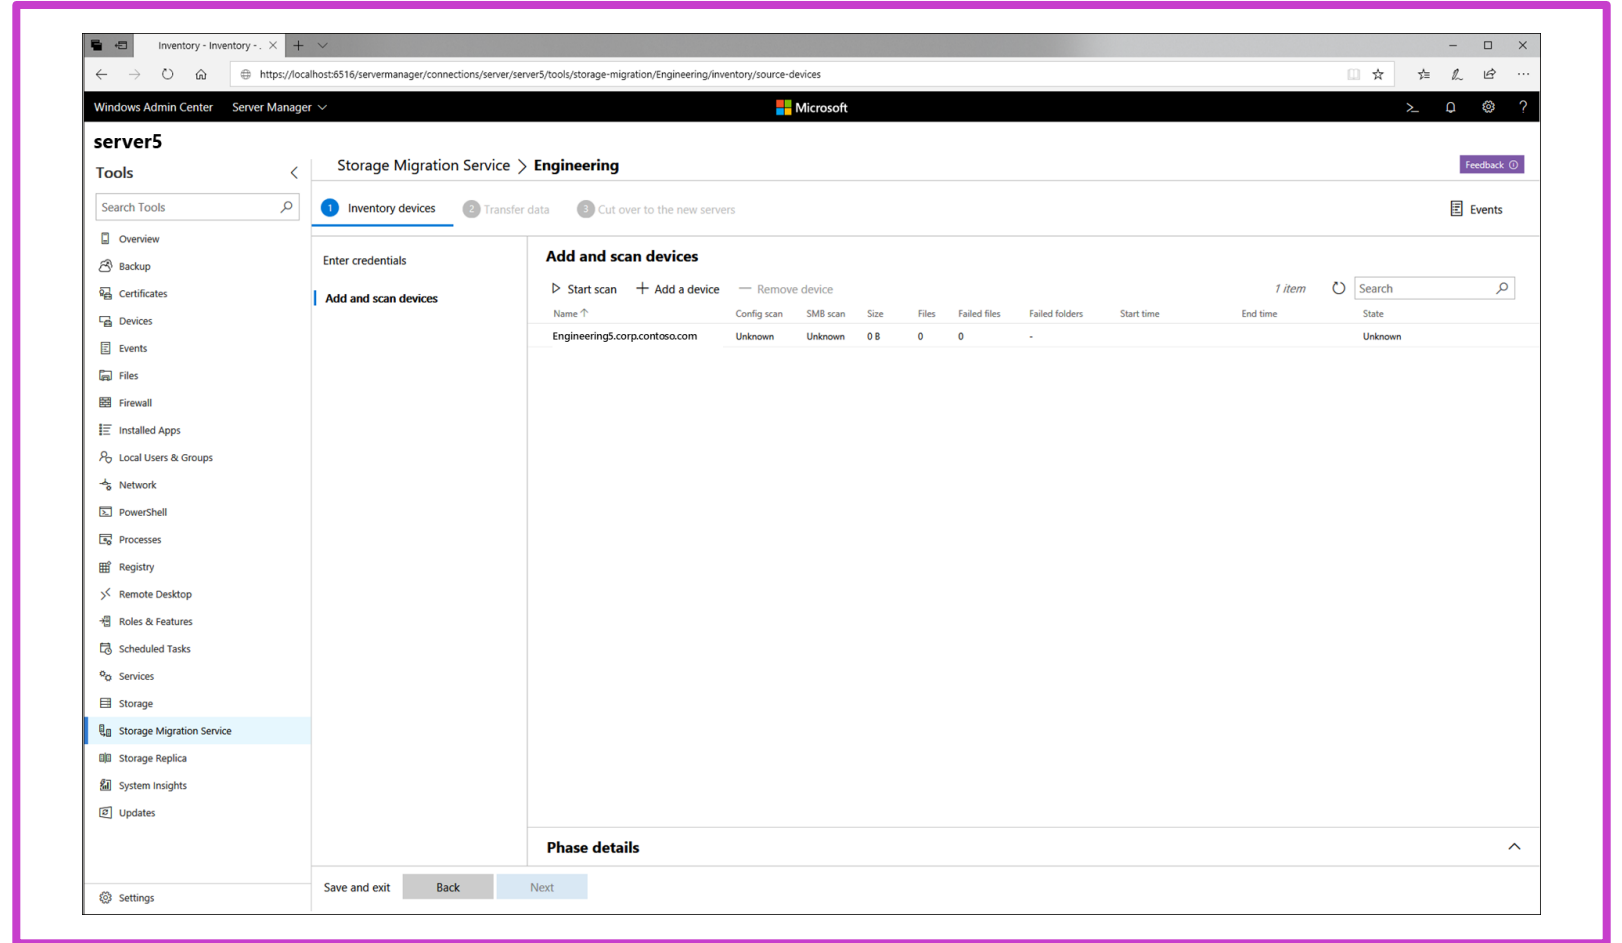 Inventory - Inventory - .
https://localhost:6516/servermanager/connections/server/server5/tools/storage-migration/Engineering/inventory/source-devices
Windows Admin Center Server Manager Microsoft ?
server5
Tools
Search Tools
Overview
Backup
Certificates
Devices
Events
Files
Firewall
Installed Apps
Local Users & Groups
Network
PowerShell
Processes
Registry
Remote Desktop
Roles & Features
Scheduled Tasks
Services
Storage
Storage Migration Service
Storage Replica
System Insights
Updates
Settings
Storage Migration Service > Engineering
Feedback
1 Inventory devices 2 Transfer data 3 Cut over to the new servers
Events
Enter credentials
Add and scan devices
Add and scan devices
Start scan + Add a device — Remove device 1 item Search
Name Config scan SMB scan Size Files Failed files Failed folders Start time End time State
Engineering5.corp.contoso.com Unknown Unknown 0 B 0 0 - Unknown
Phase details
Save and exit Back Next